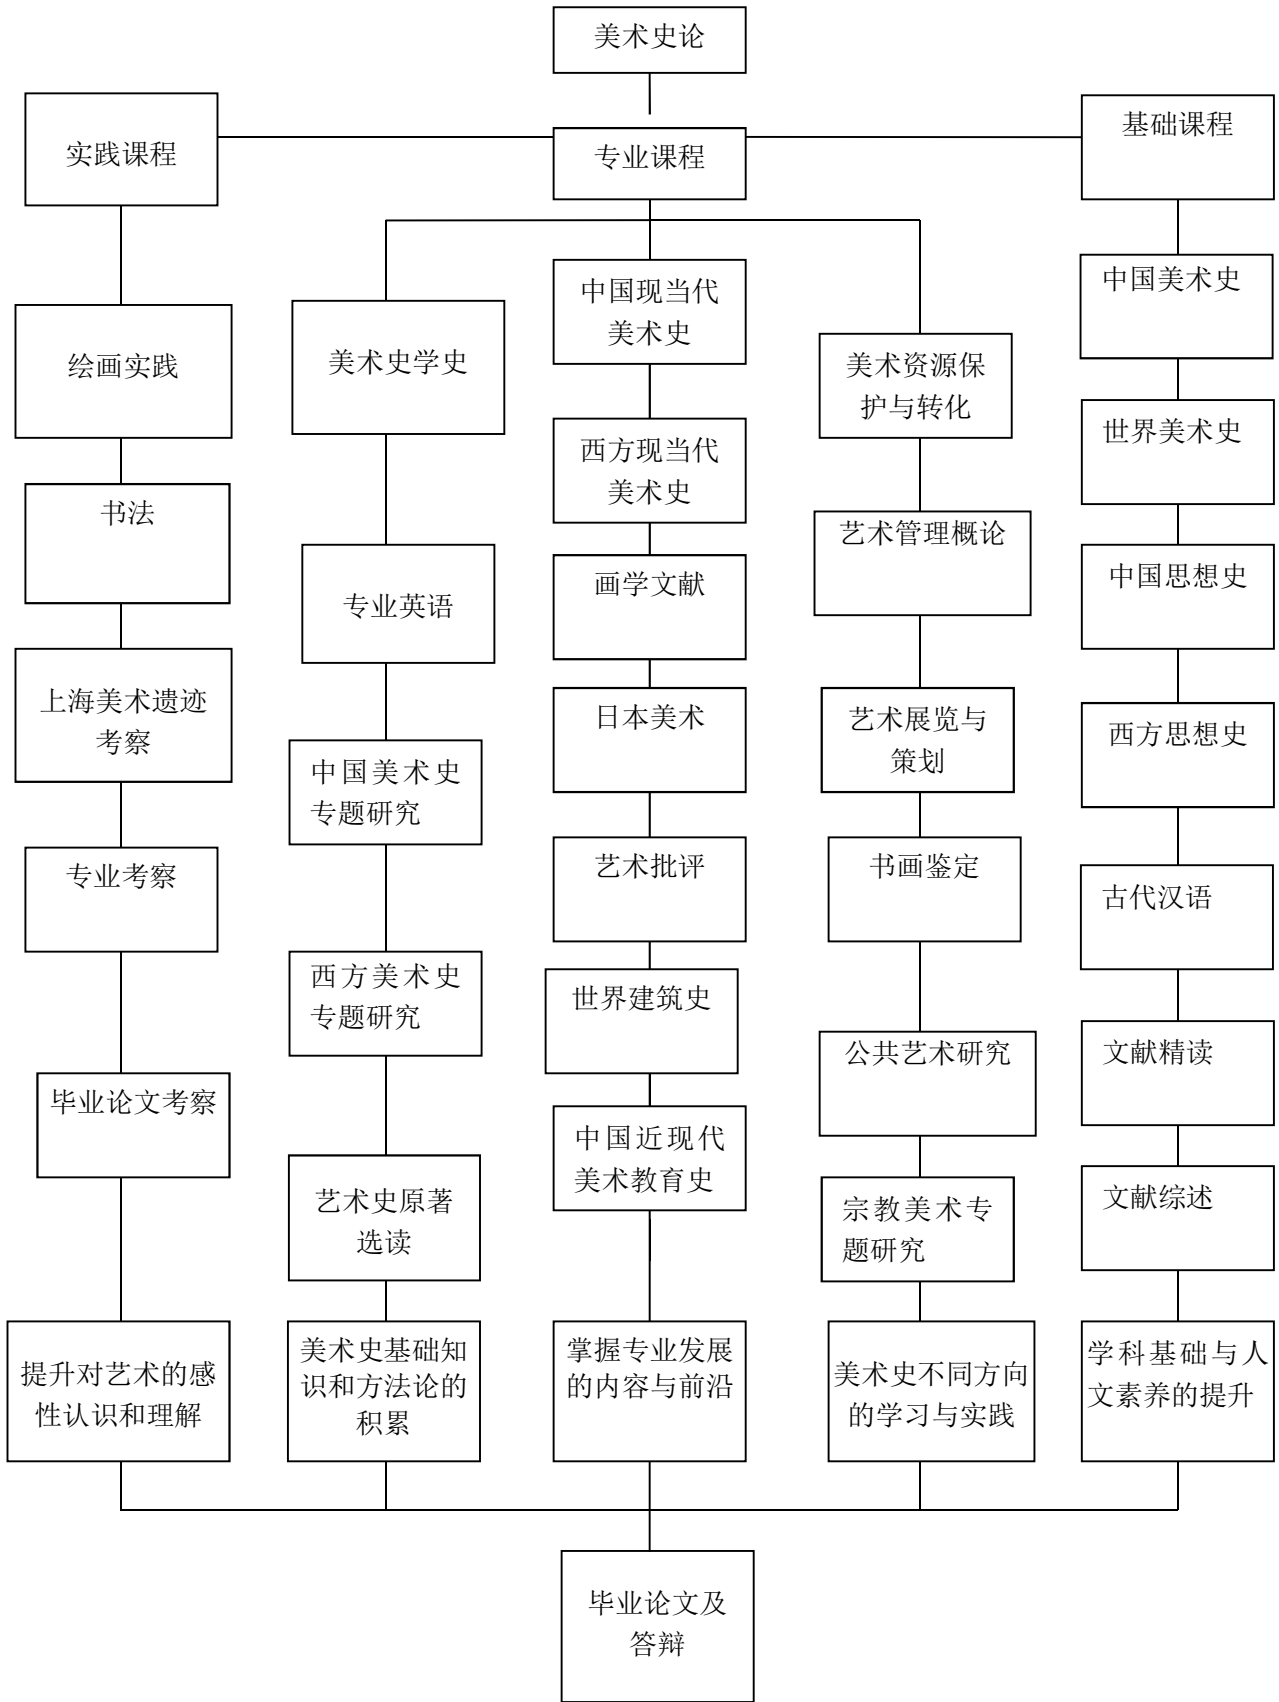 美术史论
实践课程
专业课程
基础课程
绘画实践
书法
上海美术遗迹
考察
专业考察
毕业论文考察
提升对艺术的感
性认识和理解
美术史学史
专业英语
中国美术史
专题研究
西方美术史
专题研究
艺术史原著
选读
美术史基础知
识和方法论的
积累
中国现当代
美术史
西方现当代
美术史
画学文献
日本美术
艺术批评
世界建筑史
中国近现代
美术教育史
掌握专业发展
的内容与前沿
美术资源保
护与转化
艺术管理概论
艺术展览与
策划
书画鉴定
公共艺术研究
宗教美术专
题研究
美术史不同方向
的学习与实践
中国美术史
世界美术史
中国思想史
西方思想史
古代汉语
文献精读
文献综述
学科基础与人
文素养的提升
毕业论文及
答辩